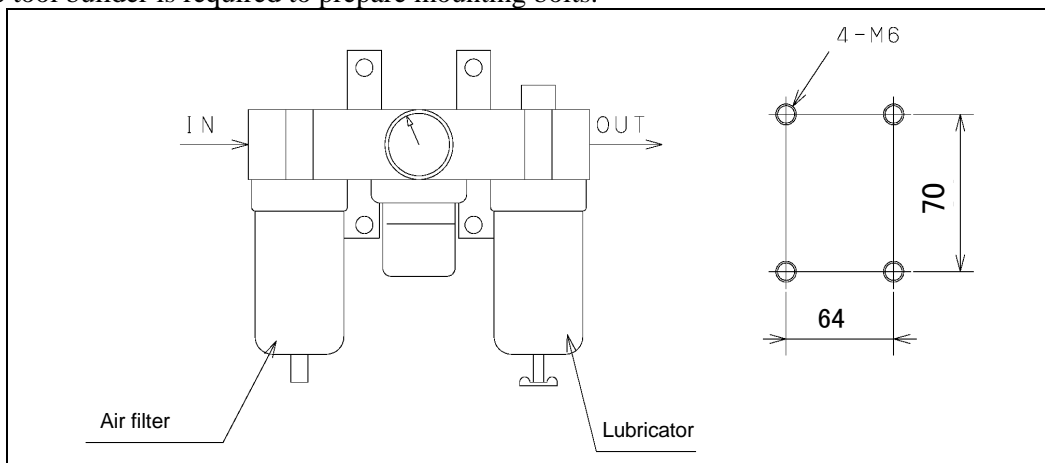 tool builder is required to prepare mounting bolts.
4-M6
IN
OUT
70
64
Air filter
Lubricator